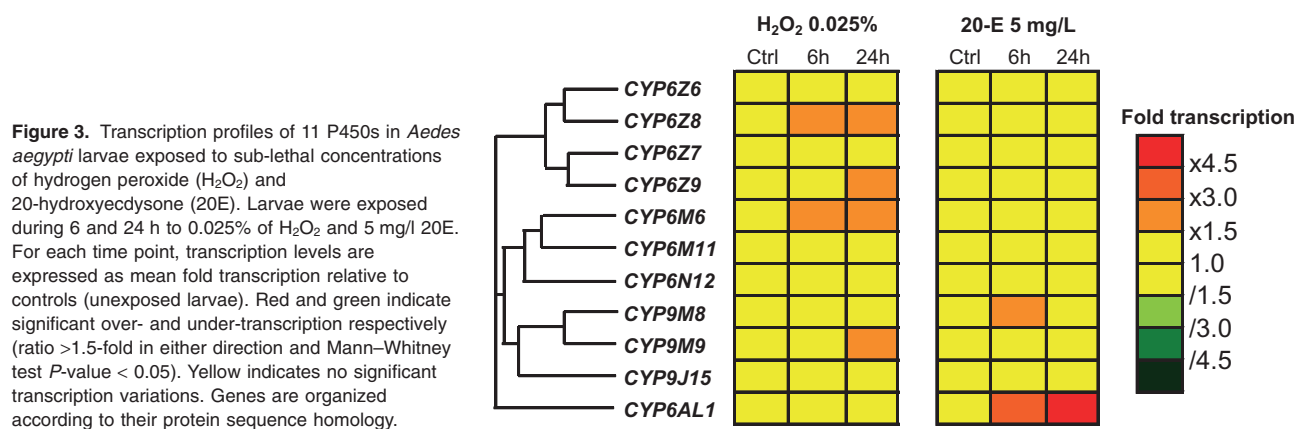 Figure 3. Transcription profiles of 11 P450s in Aedes
aegypti larvae exposed to sub-lethal concentrations
of hydrogen peroxide (H₂O₂) and
20-hydroxyecdysone (20E). Larvae were exposed
during 6 and 24 h to 0.025% of H₂O₂ and 5 mg/l 20E.
For each time point, transcription levels are
expressed as mean fold transcription relative to
controls (unexposed larvae). Red and green indicate
significant over- and under-transcription respectively
(ratio >1.5-fold in either direction and Mann–Whitney
test P-value < 0.05). Yellow indicates no significant
transcription variations. Genes are organized
according to their protein sequence homology.
H₂O₂ 0.025%
Ctrl 6h 24h
20-E 5 mg/L
Ctrl 6h 24h
CYP6Z6
CYP6Z8
CYP6Z7
CYP6Z9
CYP6M6
CYP6M11
CYP6N12
CYP9M8
CYP9M9
CYP9J15
CYP6AL1
Fold transcription
x4.5
x3.0
x1.5
1.0
/1.5
/3.0
/4.5